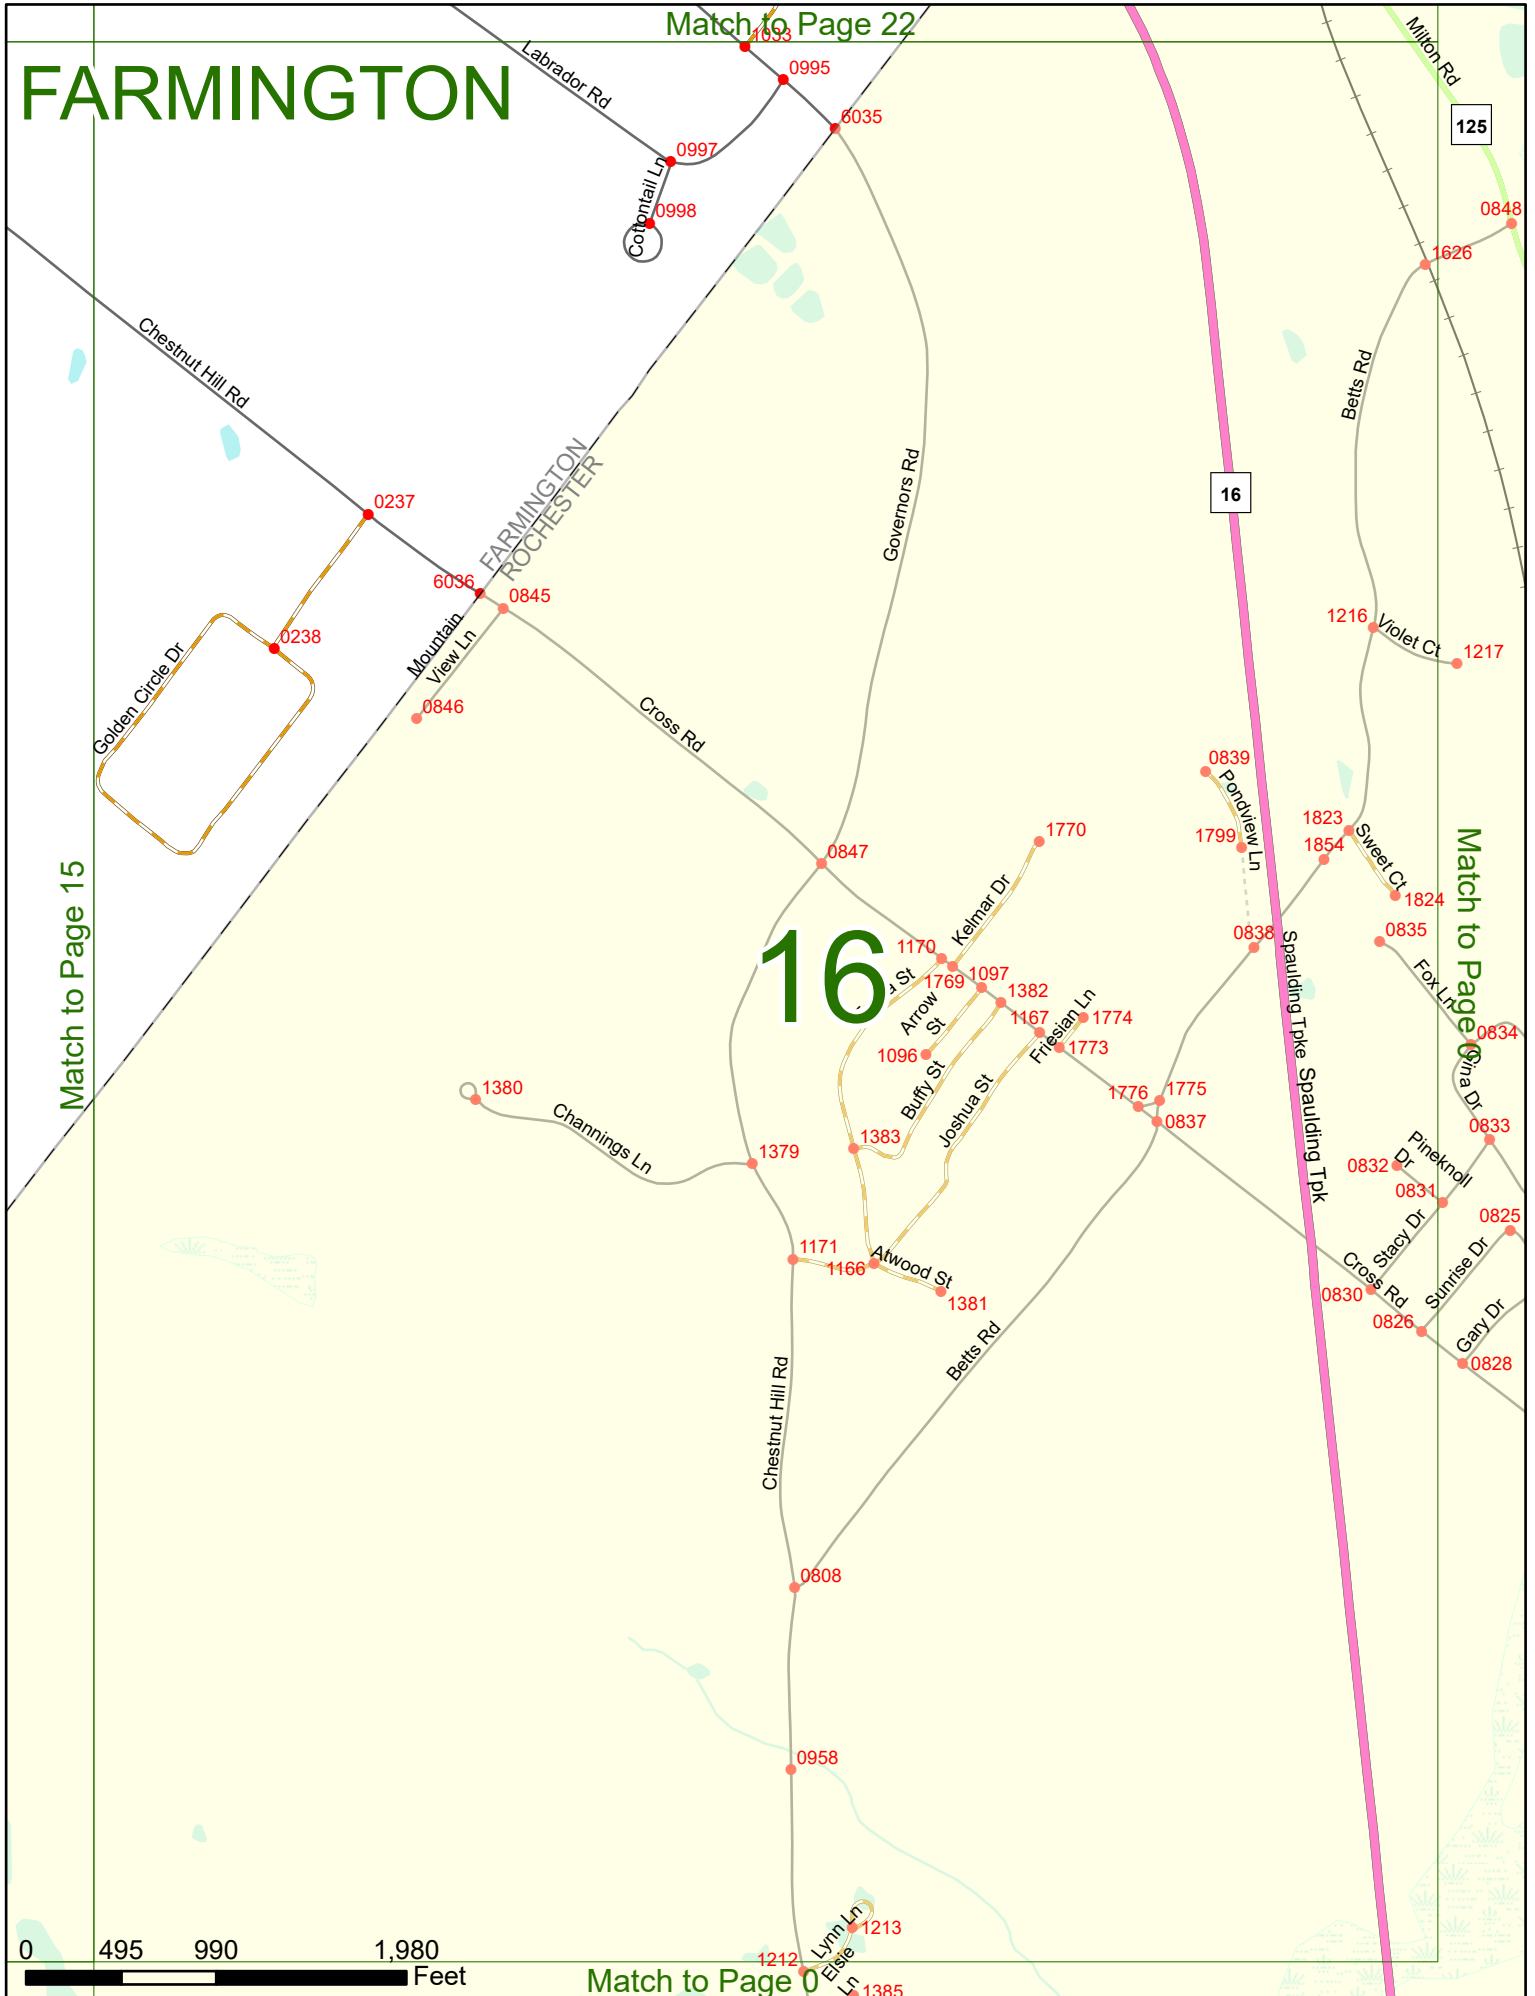 Match to Page 22
FARMINGTON
1033
0995
Labrador Rd
6035
0997
Cottontail Ln
0998
Milton Rd
125
0848
1626
Chestnut Hill Rd
Betts Rd
FARMINGTON
ROCHESTER
Governors Rd
16
0237
6036
0845
0238
Mountain
View Ln
Golden Circle Dr
0846
Cross Rd
1216
Violet Ct
1217
0839
Pondview Ln
1799
1823
1854
Sweet Ct
1824
1770
0847
Kelmar Dr
Match to Page 15
Match to Page 0
16
1170
1769
1097
1382
1167
Arrow
St
1096
Friesian Ln
1774
1773
0838
0835
Fox Ln
0834
Spaulding Tpke
Spaulding Tpk
Buffy St
Joshua St
1776
1775
0837
1380
Channings Ln
1379
1383
0833
Pineknoll
Dr
0832
0831
0825
Stacy Dr
Sunrise Dr
1171
1166
Atwood St
1381
Cross Rd
0830
0826
Gary Dr
0828
Betts Rd
Chestnut Hill Rd
0808
0958
1213
Lynn Ln
1212
Elsie
Ln
1385
0 495 990 1,980
Feet
Match to Page 0